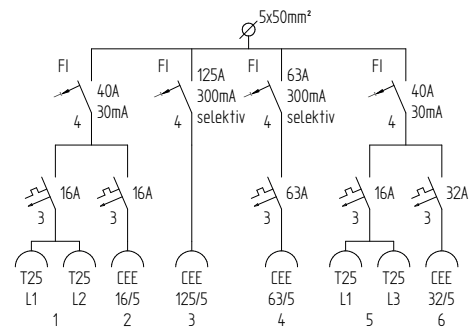 5x50mm²
FI
40A
30mA
4
FI
125A
300mA
selektiv
4
FI
63A
300mA
selektiv
4
FI
40A
30mA
4
16A
3
16A
3
63A
3
16A
3
32A
3
T25
L1
T25
L2
CEE
16/5
CEE
125/5
CEE
63/5
T25
L1
T25
L3
CEE
32/5
1
2
3
4
5
6